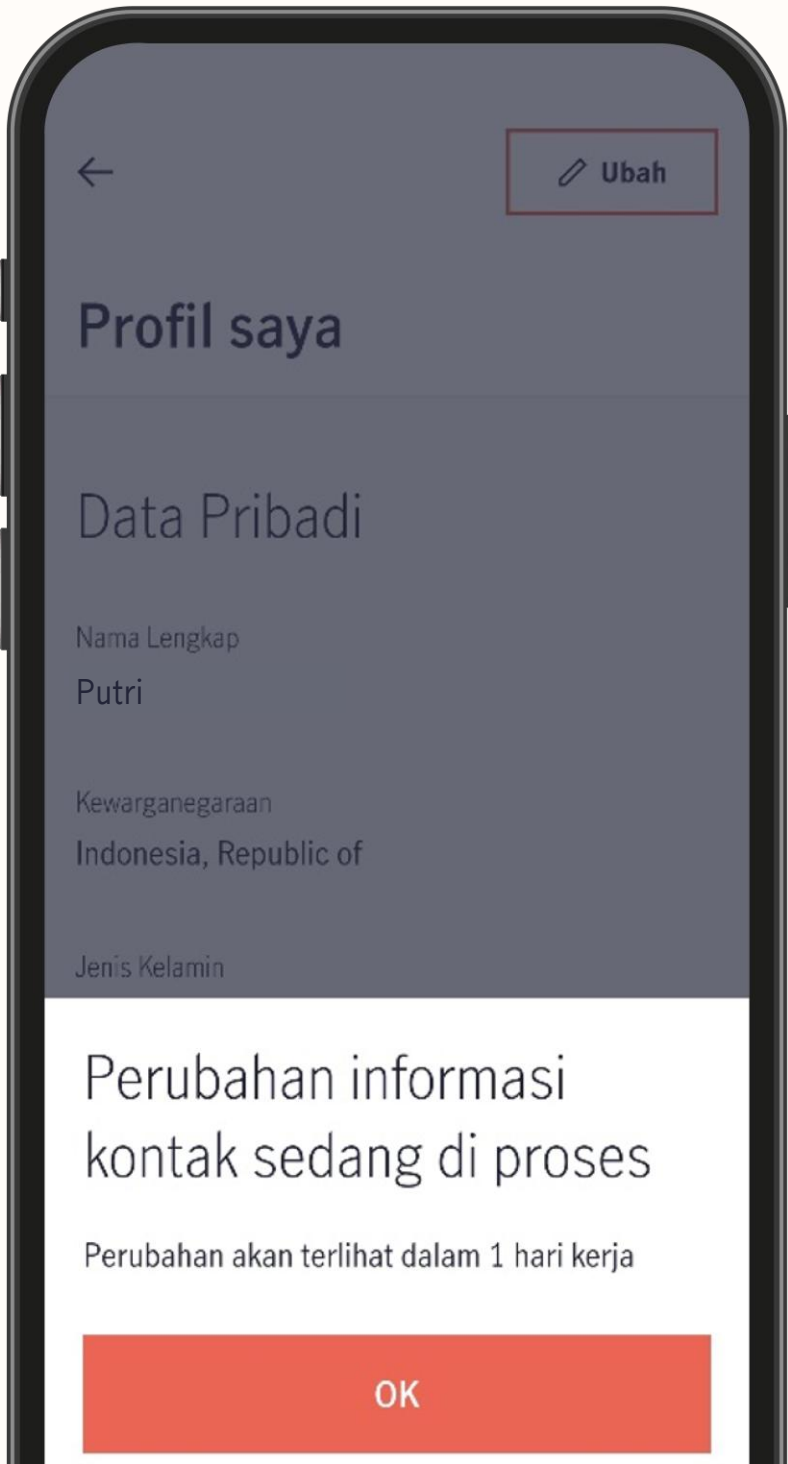 Ubah
Profil saya
Data Pribadi
Nama Lengkap
Putri
Kewarganegaraan
Indonesia, Republic of
Jenis Kelamin
Perubahan informasi
kontak sedang di proses
Perubahan akan terlihat dalam 1 hari kerja
OK